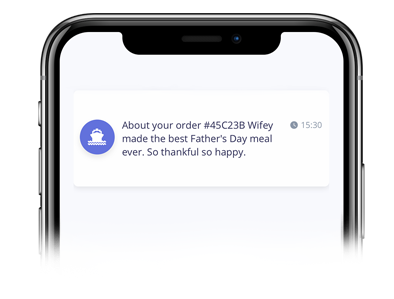 About your order #45C23B Wifey
made the best Father's Day meal
ever. So thankful so happy.
15:30